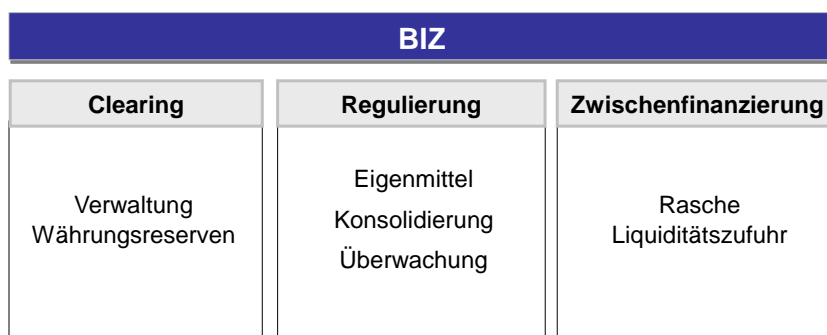 BIZ
Clearing
Verwaltung
Währungsreserven
Regulierung
Eigenmittel
Konsolidierung
Überwachung
Zwischenfinanzierung
Rasche
Liquiditätszufuhr